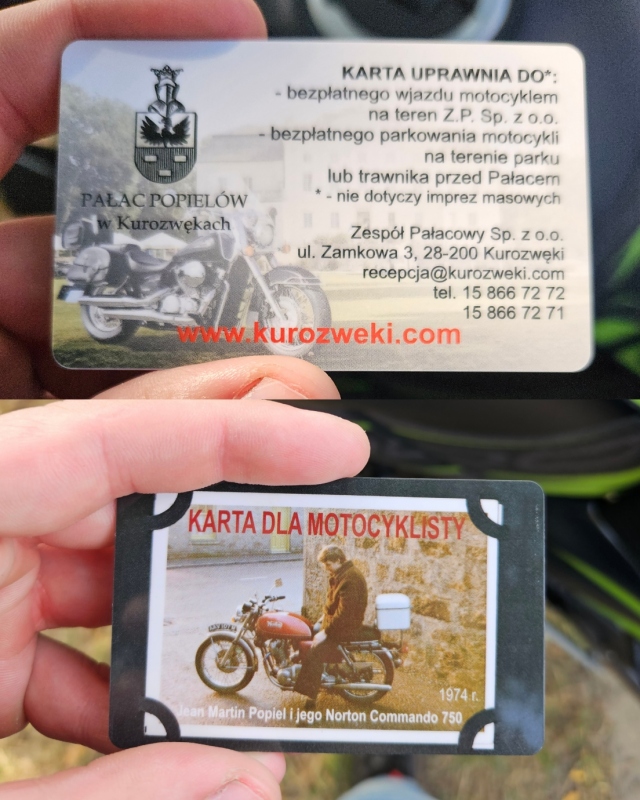 PAŁAC POPIELÓW
w Kurozwękach
KARTA UPRAWNIA DO*:
- bezpłatnego wjazdu motocyklem
na teren Z.P. Sp. z o.o.
- bezpłatnego parkowania motocykli
na terenie parku
lub trawnika przed Pałacem
* - nie dotyczy imprez masowych
Zespół Pałacowy Sp. z o.o.
ul. Zamkowa 3, 28-200 Kurozwęki
recepcja@kurozweki.com
tel. 15 866 72 72
15 866 72 71
www.kurozweki.com
KARTA DLA MOTOCYKLISTY
1974 r.
Jean Martin Popiel i jego Norton Commando 750